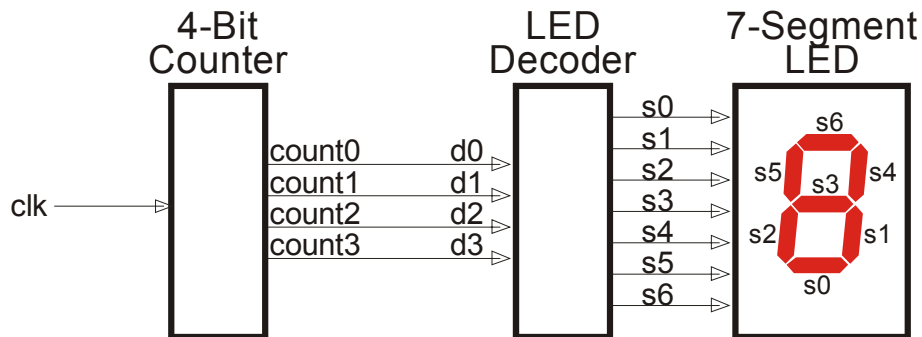 4-Bit
Counter
LED
Decoder
7-Segment
LED
clk
count0 d0
count1 d1
count2 d2
count3 d3
s0
s1
s2
s3
s4
s5
s6
s6
s5 s4
s3
s2 s1
s0